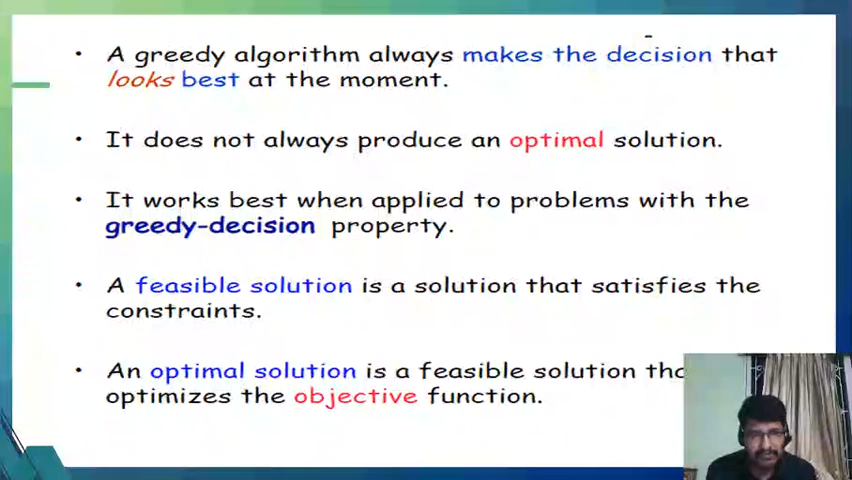 • A greedy algorithm always makes the decision that
looks best at the moment.
• It does not always produce an optimal solution.
• It works best when applied to problems with the
greedy-decision property.
• A feasible solution is a solution that satisfies the
constraints.
• An optimal solution is a feasible solution
optimizes the objective function.